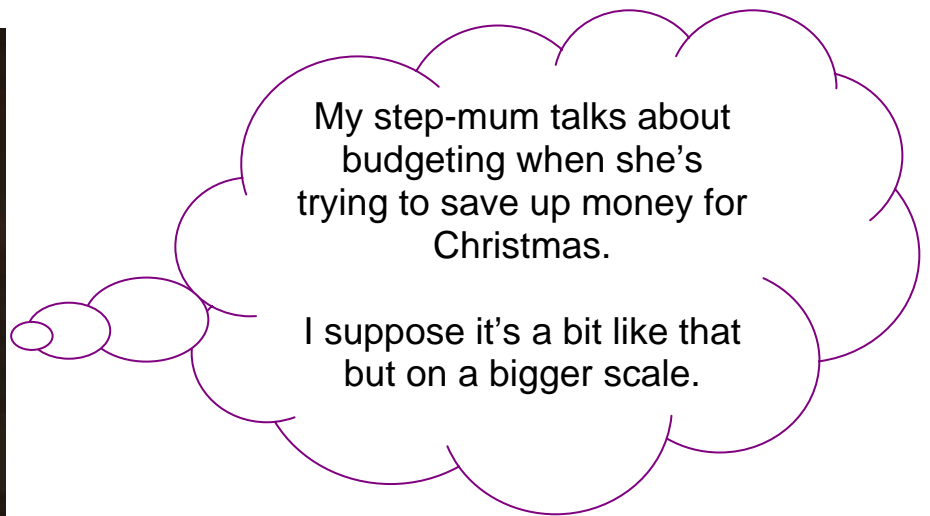 My step-mum talks about
budgeting when she's
trying to save up money for
Christmas.
I suppose it's a bit like that
but on a bigger scale.